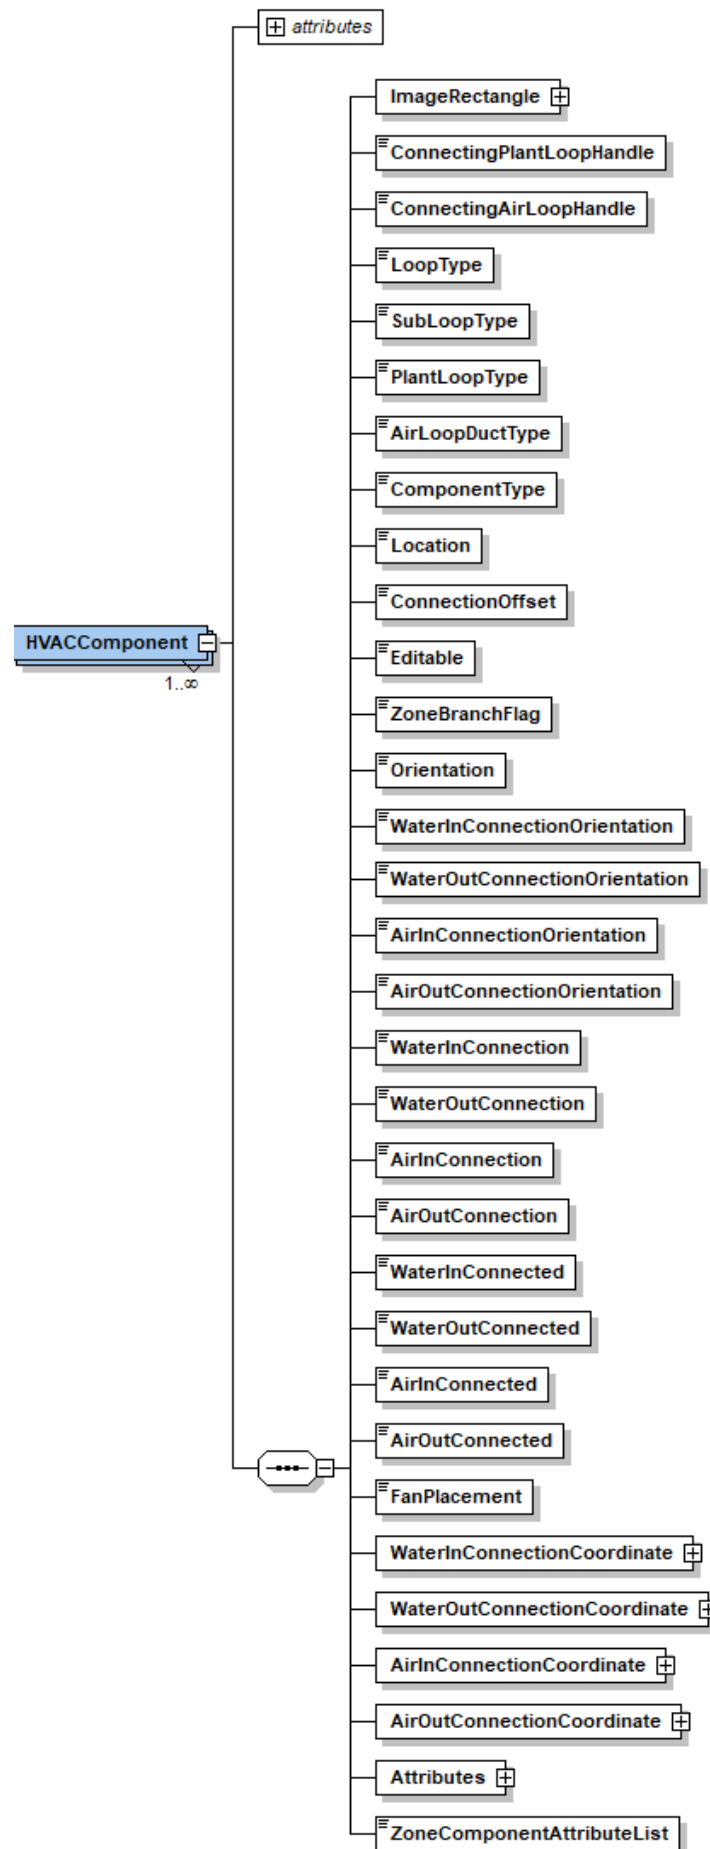 attributes
ImageRectangle
ConnectingPlantLoopHandle
ConnectingAirLoopHandle
LoopType
SubLoopType
PlantLoopType
AirLoopDuctType
ComponentType
Location
ConnectionOffset
HVACComponent
Editable
1..∞
ZoneBranchFlag
Orientation
WaterInConnectionOrientation
WaterOutConnectionOrientation
AirInConnectionOrientation
AirOutConnectionOrientation
WaterInConnection
WaterOutConnection
AirInConnection
AirOutConnection
WaterInConnected
WaterOutConnected
AirInConnected
AirOutConnected
FanPlacement
WaterInConnectionCoordinate
WaterOutConnectionCoordinate
AirInConnectionCoordinate
AirOutConnectionCoordinate
Attributes
ZoneComponentAttributeList